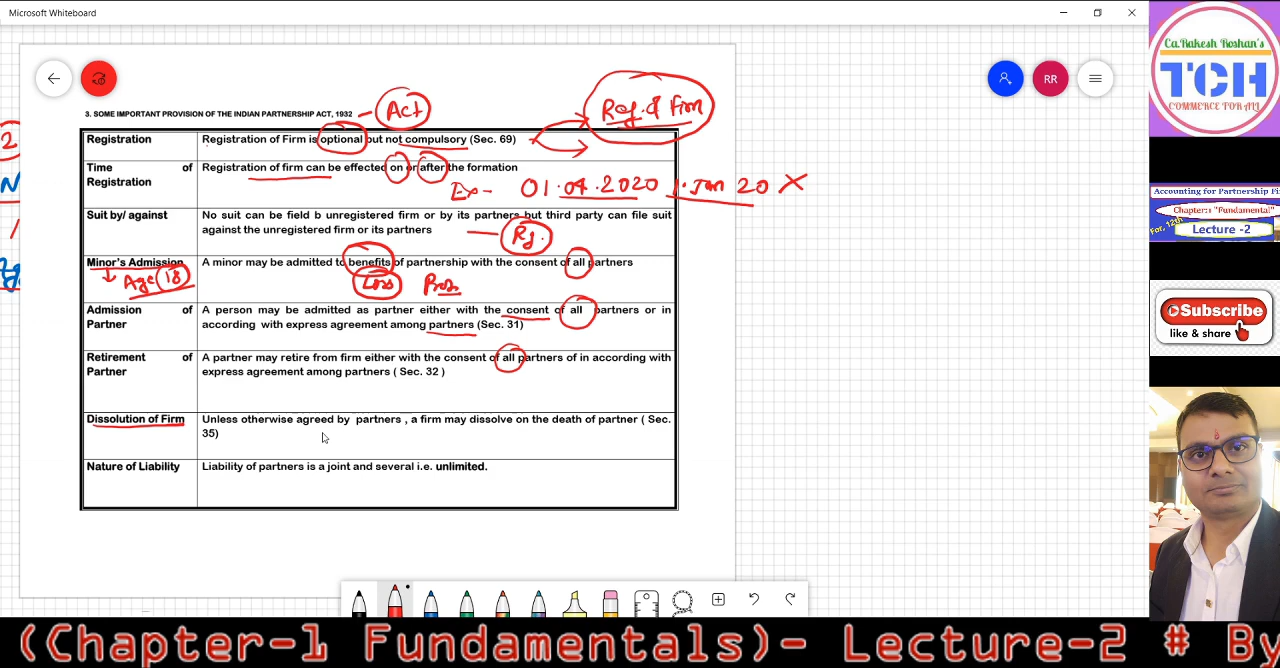 Microsoft Whiteboard
RR
Ca.Rakesh Roshan's
TCH
COMMERCE FOR ALL
3. SOME IMPORTANT PROVISION OF THE INDIAN PARTNERSHIP ACT, 1932
Act
Reg. of Firm
Registration
Registration of Firm is optional but not compulsory (Sec. 69)
Time of
Registration
Registration of firm can be effected on or after the formation
Ex - 01.04.2020 1. Jan 20 X
Suit by/ against
No suit can be field b unregistered firm or by its partners but third party can file suit
against the unregistered firm or its partners
Rg.
Minor's Admission
A minor may be admitted to benefits of partnership with the consent of all partners
Age 18
Loss
Admission of
Partner
A person may be admitted as partner either with the consent of all partners or in
according with express agreement among partners (Sec. 31)
Retirement of
Partner
A partner may retire from firm either with the consent of all partners of in according with
express agreement among partners ( Sec. 32 )
Dissolution of Firm
Unless otherwise agreed by partners , a firm may dissolve on the death of partner ( Sec.
35)
Nature of Liability
Liability of partners is a joint and several i.e. unlimited.
2
N
Accounting for Partnership Fi
Chapter:1 "Fundamental"
For, 12th
Lecture -2
Subscribe
like & share
(Chapter-1 Fundamentals)- Lecture-2 # By